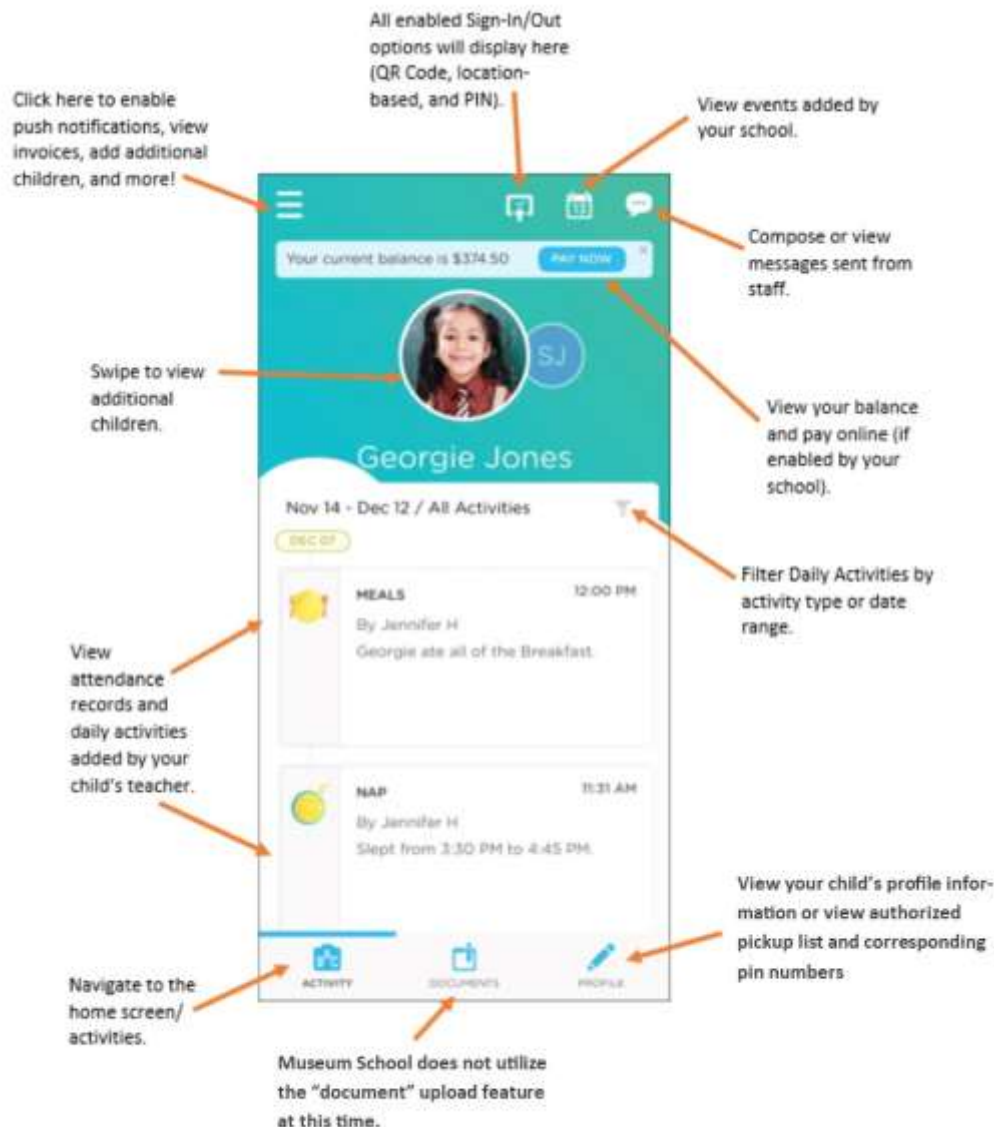 All enabled Sign-In/Out
options will display here
(QR Code, location-
based, and PIN).
Click here to enable
push notifications, view
invoices, add additional
children, and more!
View events added by
your school.
12
Compose or view
messages sent from
staff.
Your current balance is $374.50
PAY NOW
×
SJ
Swipe to view
additional
children.
View your balance
and pay online (if
enabled by your
school).
Georgie Jones
Nov 14 - Dec 12 / All Activities
DEC 07
Filter Daily Activities by
activity type or date
range.
MEALS 12:00 PM
By Jennifer H
Georgie ate all of the Breakfast.
View
attendance
records and
daily activities
added by your
child's teacher.
NAP 11:31 AM
By Jennifer H
Slept from 3:30 PM to 4:45 PM.
View your child's profile infor-
mation or view authorized
pickup list and corresponding
pin numbers
ACTIVITY DOCUMENTS PROFILE
Navigate to the
home screen/
activities.
Museum School does not utilize
the "document" upload feature
at this time.